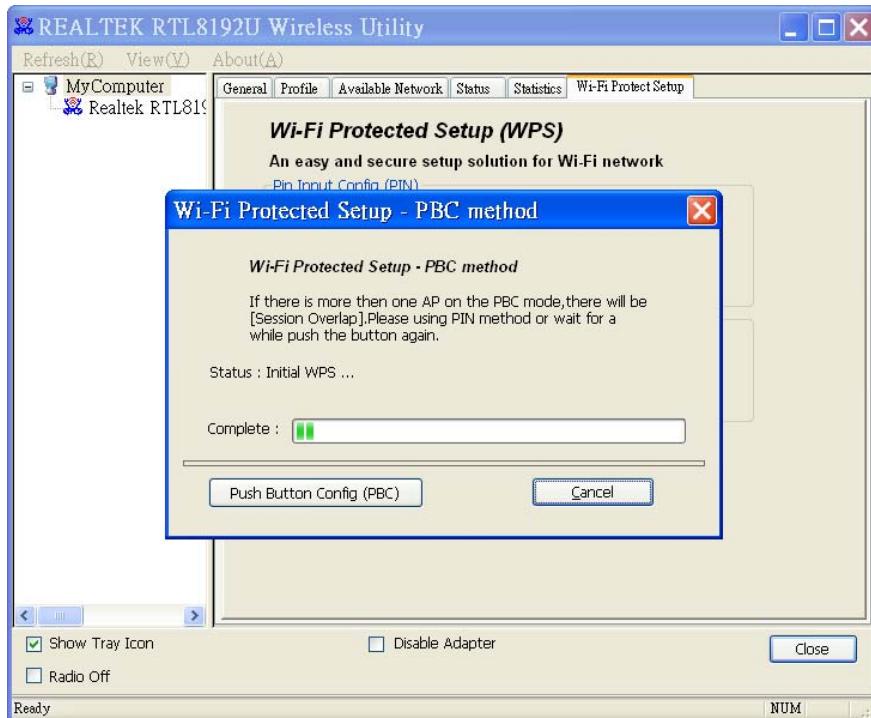 REALTEK RTL8192U Wireless Utility
Refresh(R) View(V) About(A)
MyComputer
Realtek RTL819
General Profile Available Network Status Statistics Wi-Fi Protect Setup
Wi-Fi Protected Setup (WPS)
An easy and secure setup solution for Wi-Fi network
Pin Input Config (PIN)
Wi-Fi Protected Setup - PBC method
Wi-Fi Protected Setup - PBC method
If there is more then one AP on the PBC mode,there will be
[Session Overlap].Please using PIN method or wait for a
while push the button again.
Status : Initial WPS ...
Complete :
Push Button Config (PBC) Cancel
Show Tray Icon Disable Adapter Close
Radio Off
Ready NUM